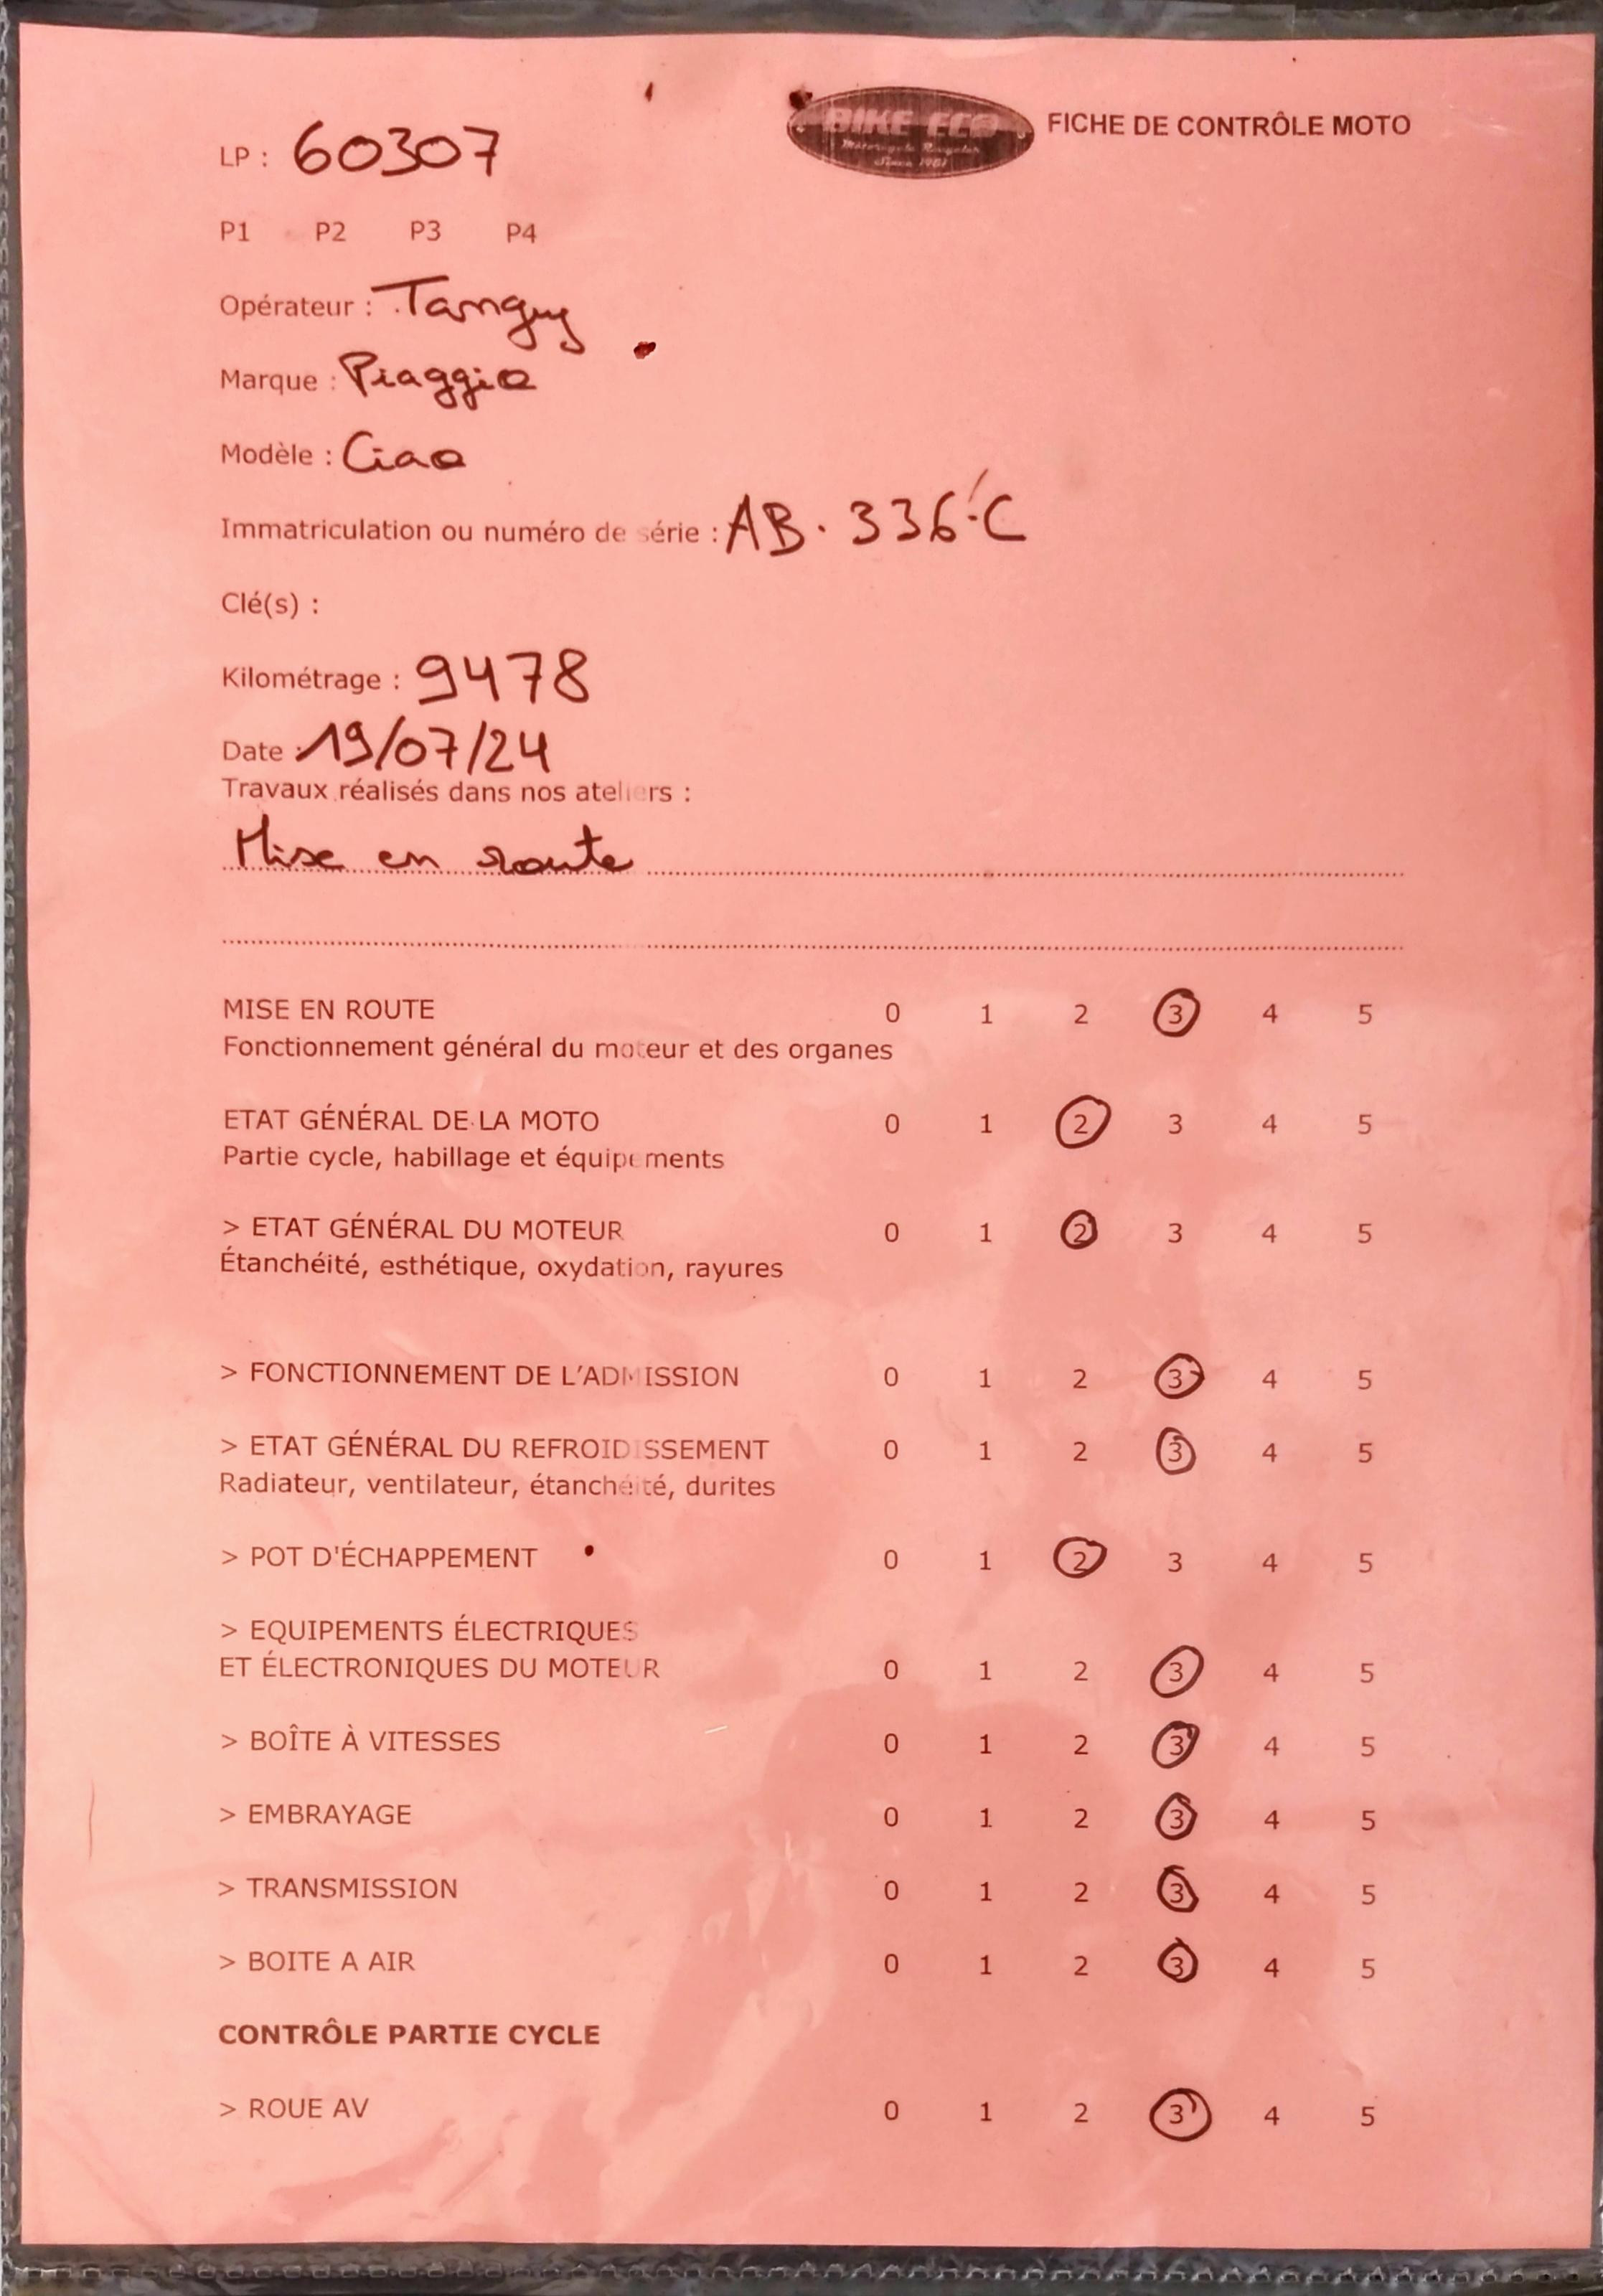 BIKE ECO
Motorcycle Recycler
Since 1981
FICHE DE CONTRÔLE MOTO
LP : 60307
P1 P2 P3 P4
Opérateur : Tanguy
Marque : Piaggio
Modèle : Ciao
Immatriculation ou numéro de série : AB.336.C
Clé(s) :
Kilométrage : 9478
Date : 19/07/24
Travaux réalisés dans nos ateliers :
Mise en route
MISE EN ROUTE 0 1 2 3 4 5
Fonctionnement général du moteur et des organes
ETAT GÉNÉRAL DE LA MOTO 0 1 2 3 4 5
Partie cycle, habillage et équipements
> ETAT GÉNÉRAL DU MOTEUR 0 1 2 3 4 5
Étanchéité, esthétique, oxydation, rayures
> FONCTIONNEMENT DE L'ADMISSION 0 1 2 3 4 5
> ETAT GÉNÉRAL DU REFROIDISSEMENT 0 1 2 3 4 5
Radiateur, ventilateur, étanchéité, durites
> POT D'ÉCHAPPEMENT 0 1 2 3 4 5
> EQUIPEMENTS ÉLECTRIQUES
ET ÉLECTRONIQUES DU MOTEUR 0 1 2 3 4 5
> BOÎTE À VITESSES 0 1 2 3 4 5
> EMBRAYAGE 0 1 2 3 4 5
> TRANSMISSION 0 1 2 3 4 5
> BOITE A AIR 0 1 2 3 4 5
CONTRÔLE PARTIE CYCLE
> ROUE AV 0 1 2 3 4 5